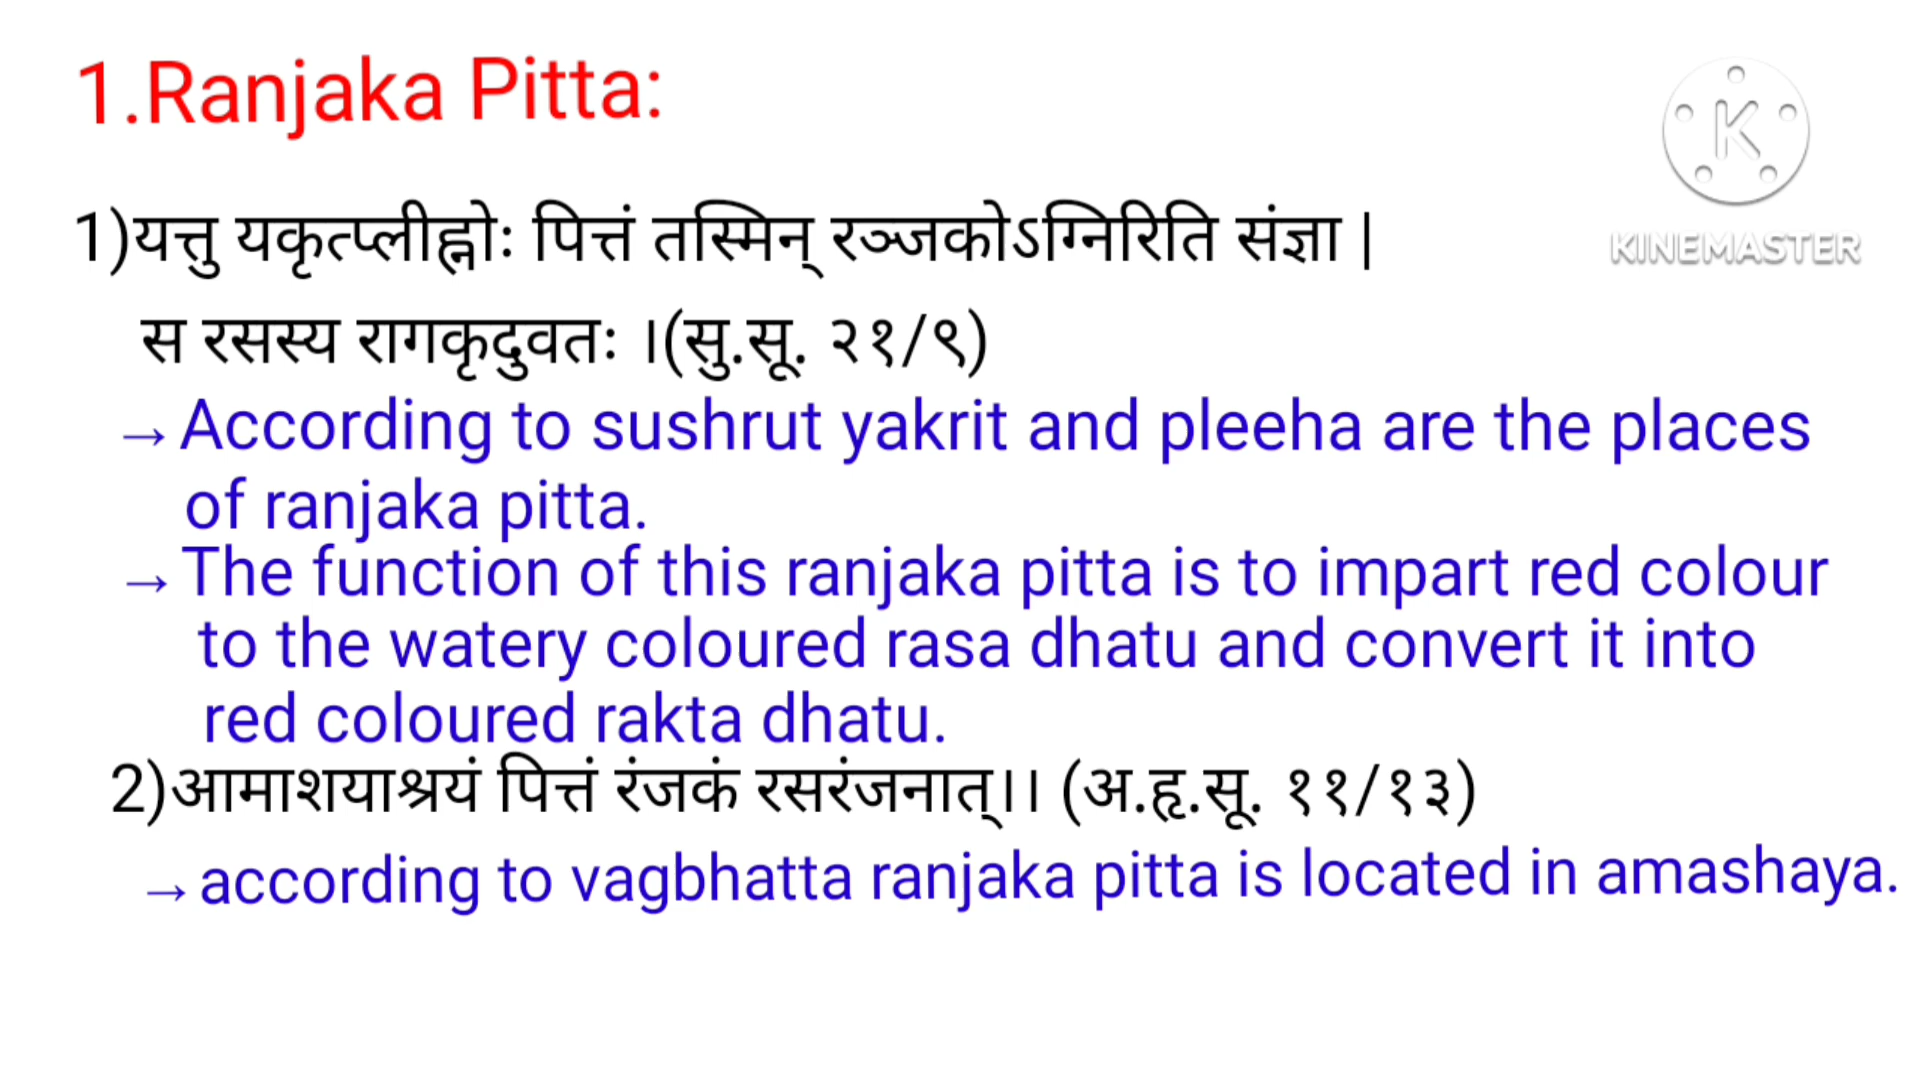 1.Ranjaka Pitta:
K
KINEMASTER
1)यत्तु यकृत्प्लीह्नोः पित्तं तस्मिन् रञ्जकोऽग्निरिति संज्ञा |
स रसस्य रागकृदुवतः ।(सु.सू. २१/९)
→According to sushrut yakrit and pleeha are the places
of ranjaka pitta.
→The function of this ranjaka pitta is to impart red colour
to the watery coloured rasa dhatu and convert it into
red coloured rakta dhatu.
2)आमाशयाश्रयं पित्तं रंजकं रसरंजनात्।। (अ.हृ.सू. ११/१३)
→according to vagbhatta ranjaka pitta is located in amashaya.